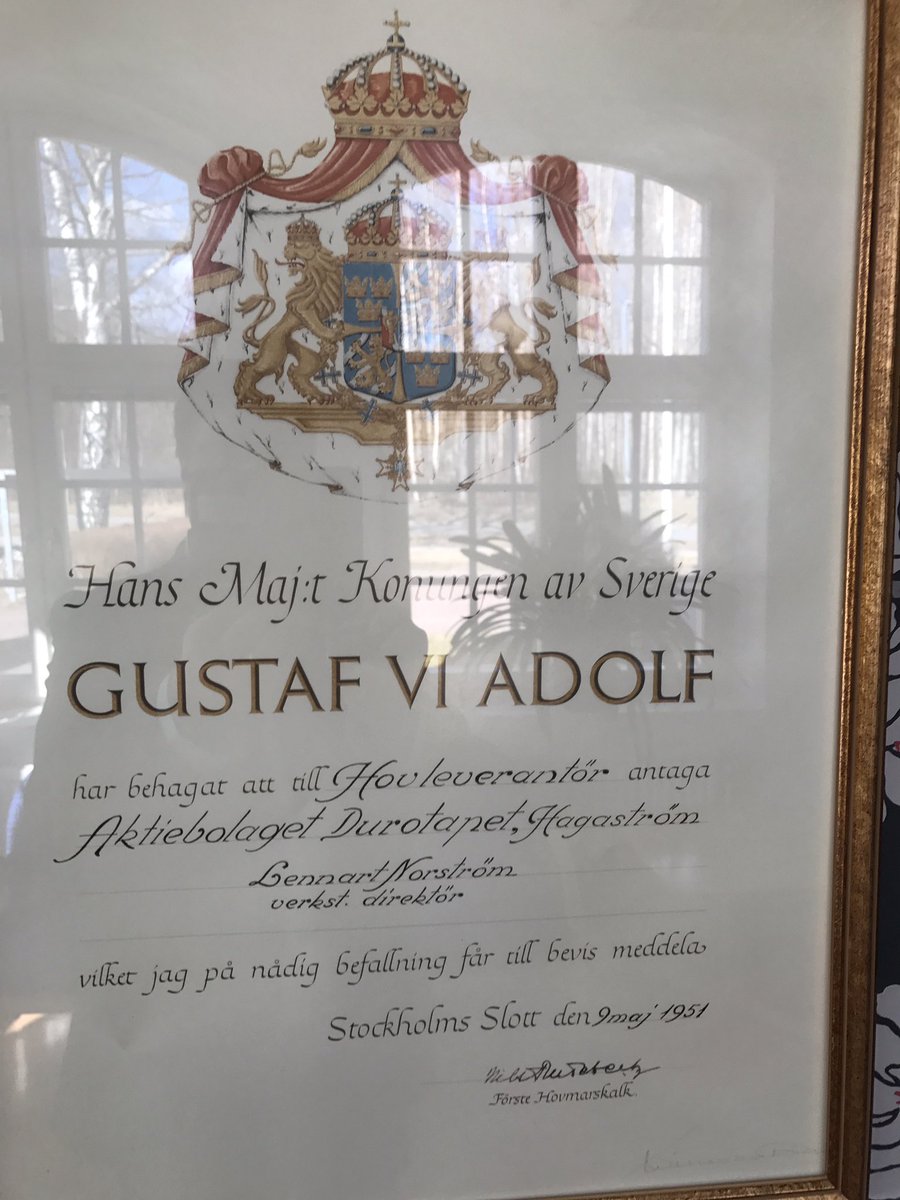 Hans Maj:t Konungen av Sverige
GUSTAF VI ADOLF
har behagat att till Hovleverantör antaga
Aktiebolaget Durotapet, Hagaström
Lennart Norström
verkst. direktör
vilket jag på nådig befallning får till bevis meddela
Stockholms Slott den 9 maj 1951
Förste Hovmarskalk.